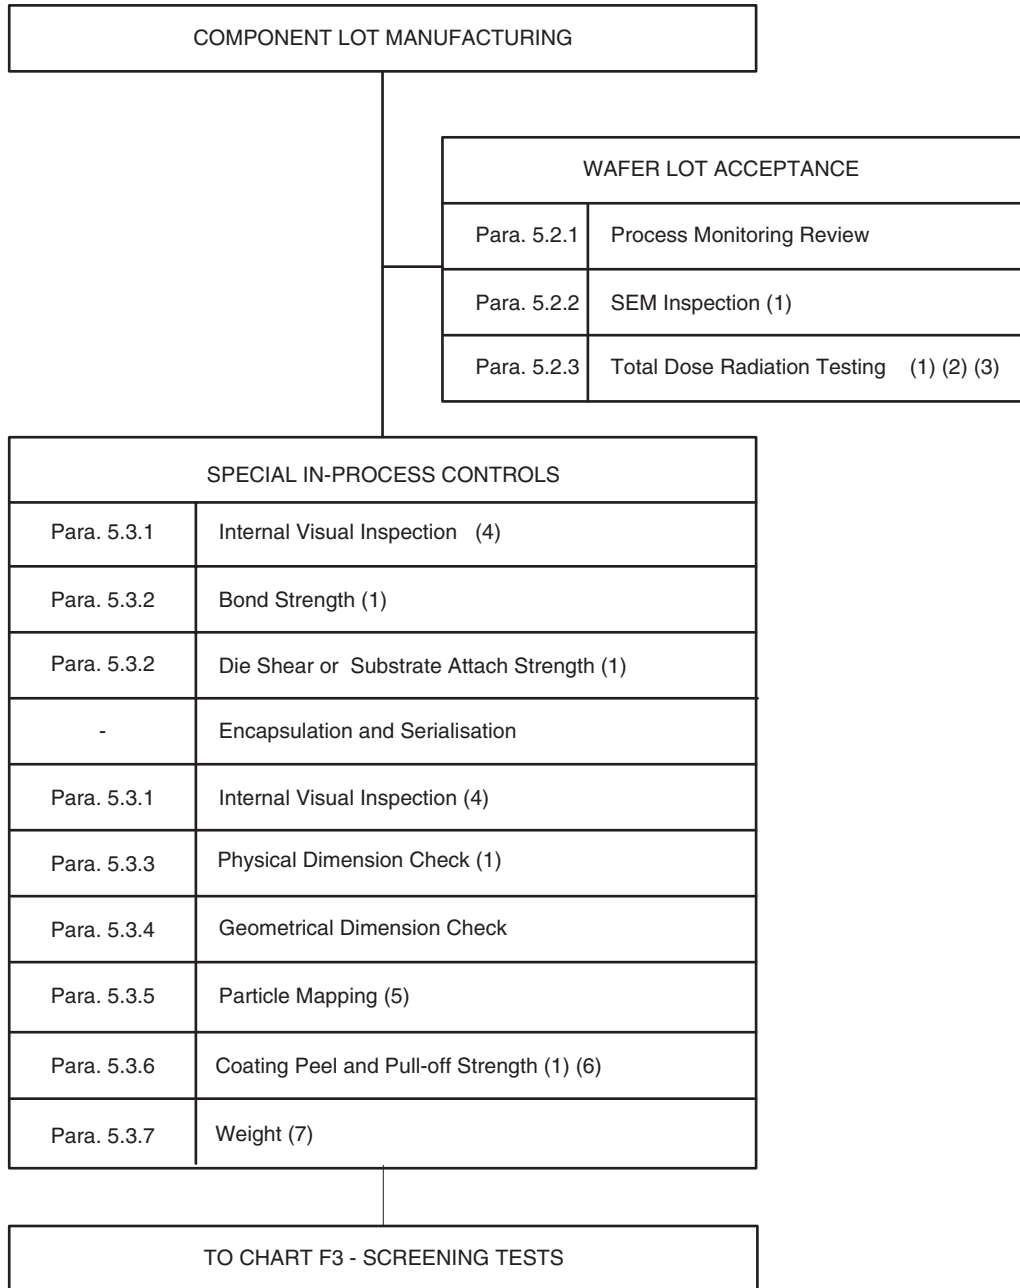 COMPONENT LOT MANUFACTURING
WAFER LOT ACCEPTANCE
Para. 5.2.1 Process Monitoring Review
Para. 5.2.2 SEM Inspection (1)
Para. 5.2.3 Total Dose Radiation Testing (1) (2) (3)
SPECIAL IN-PROCESS CONTROLS
Para. 5.3.1 Internal Visual Inspection (4)
Para. 5.3.2 Bond Strength (1)
Para. 5.3.2 Die Shear or Substrate Attach Strength (1)
- Encapsulation and Serialisation
Para. 5.3.1 Internal Visual Inspection (4)
Para. 5.3.3 Physical Dimension Check (1)
Para. 5.3.4 Geometrical Dimension Check
Para. 5.3.5 Particle Mapping (5)
Para. 5.3.6 Coating Peel and Pull-off Strength (1) (6)
Para. 5.3.7 Weight (7)
TO CHART F3 - SCREENING TESTS